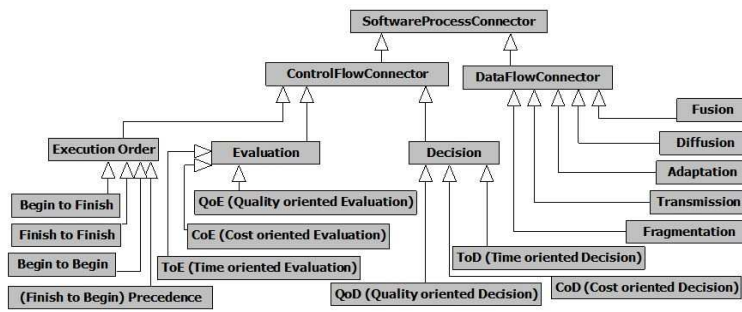 SoftwareProcessConnector
ControlFlowConnector
DataFlowConnector
Fusion
Execution Order
Evaluation
Decision
Diffusion
Adaptation
Begin to Finish
QoE (Quality oriented Evaluation)
Transmission
Finish to Finish
CoE (Cost oriented Evaluation)
Fragmentation
Begin to Begin
ToE (Time oriented Evaluation)
ToD (Time oriented Decision)
(Finish to Begin) Precedence
QoD (Quality oriented Decision)
CoD (Cost oriented Decision)